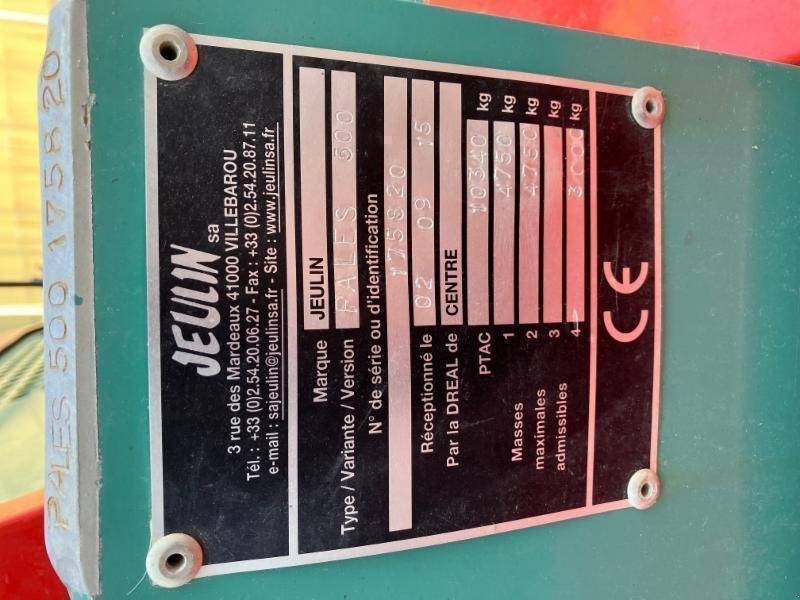 PALES 500 175820
JEULIN sa
3 rue des Mardeaux 41000 VILLEBAROU
Tél. : +33 (0)2.54.20.06.27 - Fax : +33 (0)2.54.20.87.11
e-mail : sajeulin@jeulinsa.fr - Site : www.jeulinsa.fr
Marque JEULIN
Type / Variante / Version PALES 500
N° de série ou d'identification
175820
Réceptionné le 02 09 15
Par la DREAL de CENTRE
PTAC 10340 kg
Masses maximales admissibles
1 4750 kg
2 4750 kg
3 kg
4 3 000 kg
CE